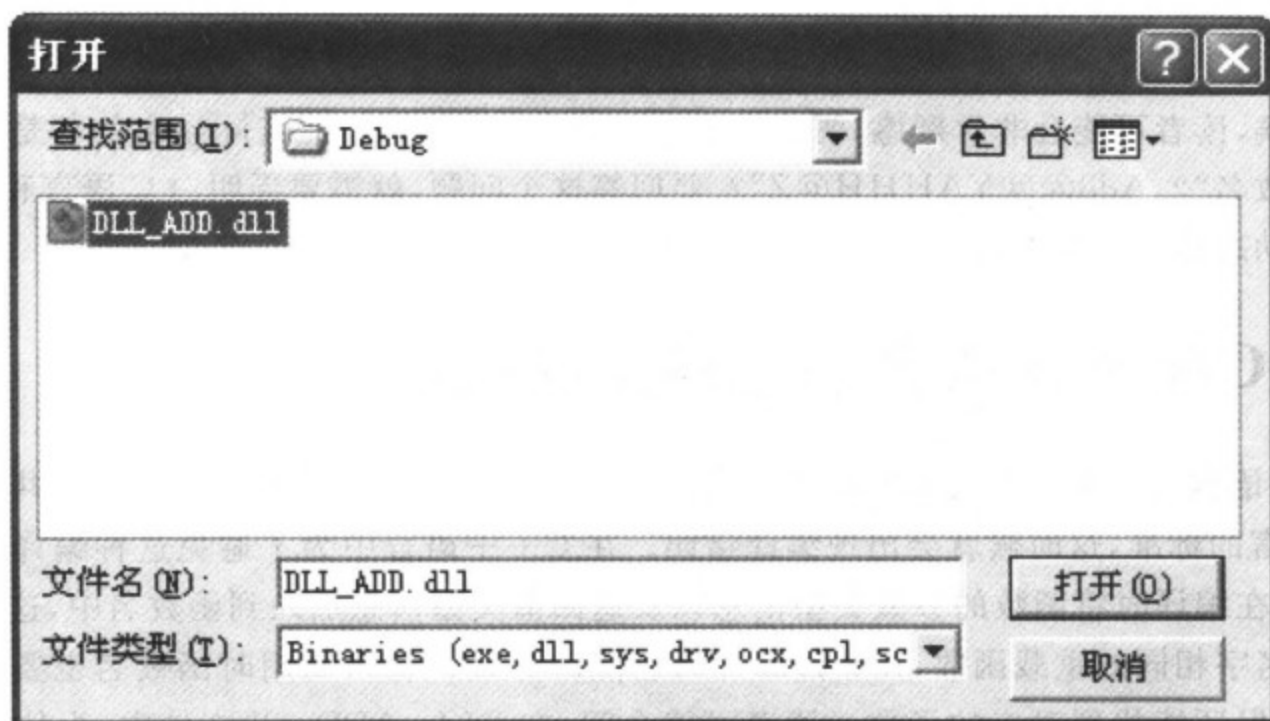 打开
查找范围(I): Debug
DLL_ADD.dll
文件名(N): DLL_ADD.dll 打开(O)
文件类型(T): Binaries (exe,dll,sys,drv,ocx,cpl,sc 取消